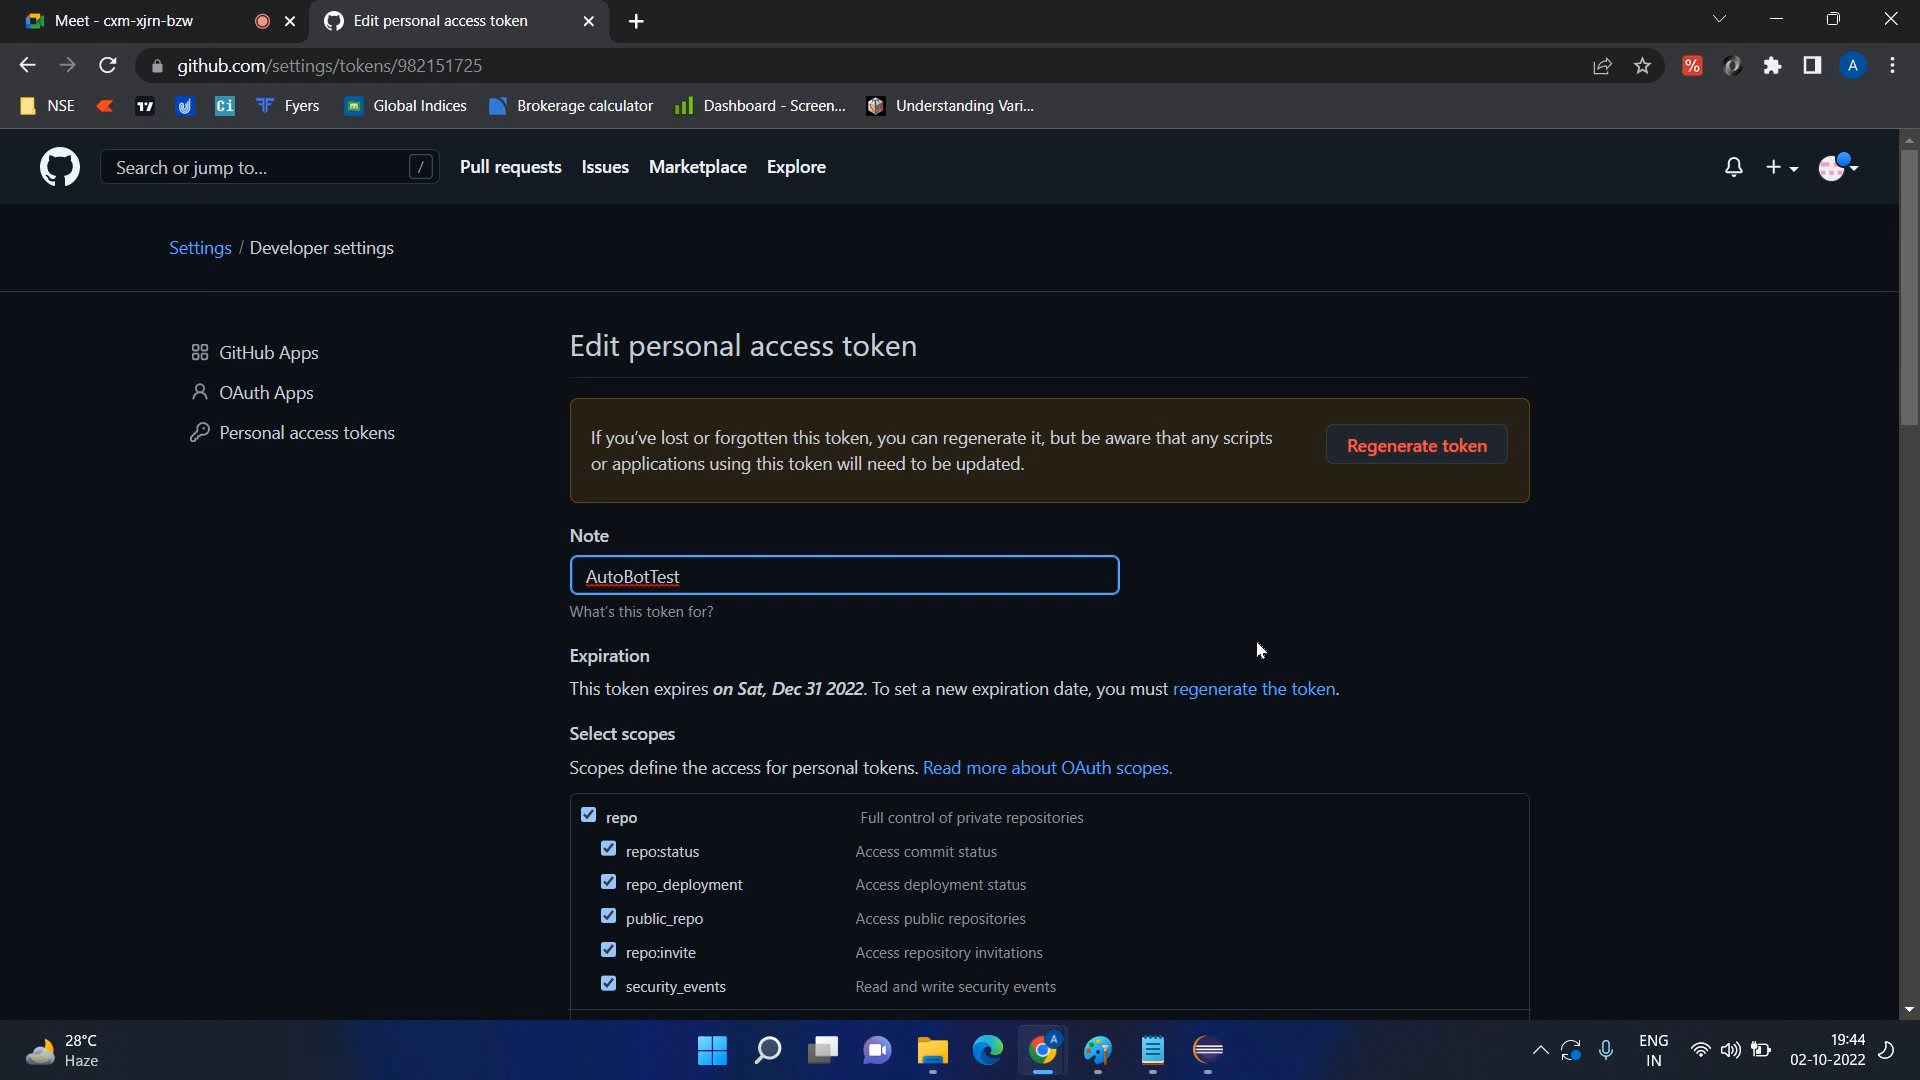 Meet - cxm-xjrn-bzw
Edit personal access token
github.com/settings/tokens/982151725
A
NSE
Ci
Fyers
Global Indices
Brokerage calculator
Dashboard - Screen...
Understanding Vari...
Search or jump to...
/
Pull requests
Issues
Marketplace
Explore
Settings / Developer settings
GitHub Apps
OAuth Apps
Personal access tokens
Edit personal access token
If you've lost or forgotten this token, you can regenerate it, but be aware that any scripts
or applications using this token will need to be updated.
Regenerate token
Note
AutoBotTest
What's this token for?
Expiration
This token expires on Sat, Dec 31 2022. To set a new expiration date, you must regenerate the token.
Select scopes
Scopes define the access for personal tokens. Read more about OAuth scopes.
repo Full control of private repositories
repo:status Access commit status
repo_deployment Access deployment status
public_repo Access public repositories
repo:invite Access repository invitations
security_events Read and write security events
28°C
Haze
A
ENG
IN
19:44
02-10-2022